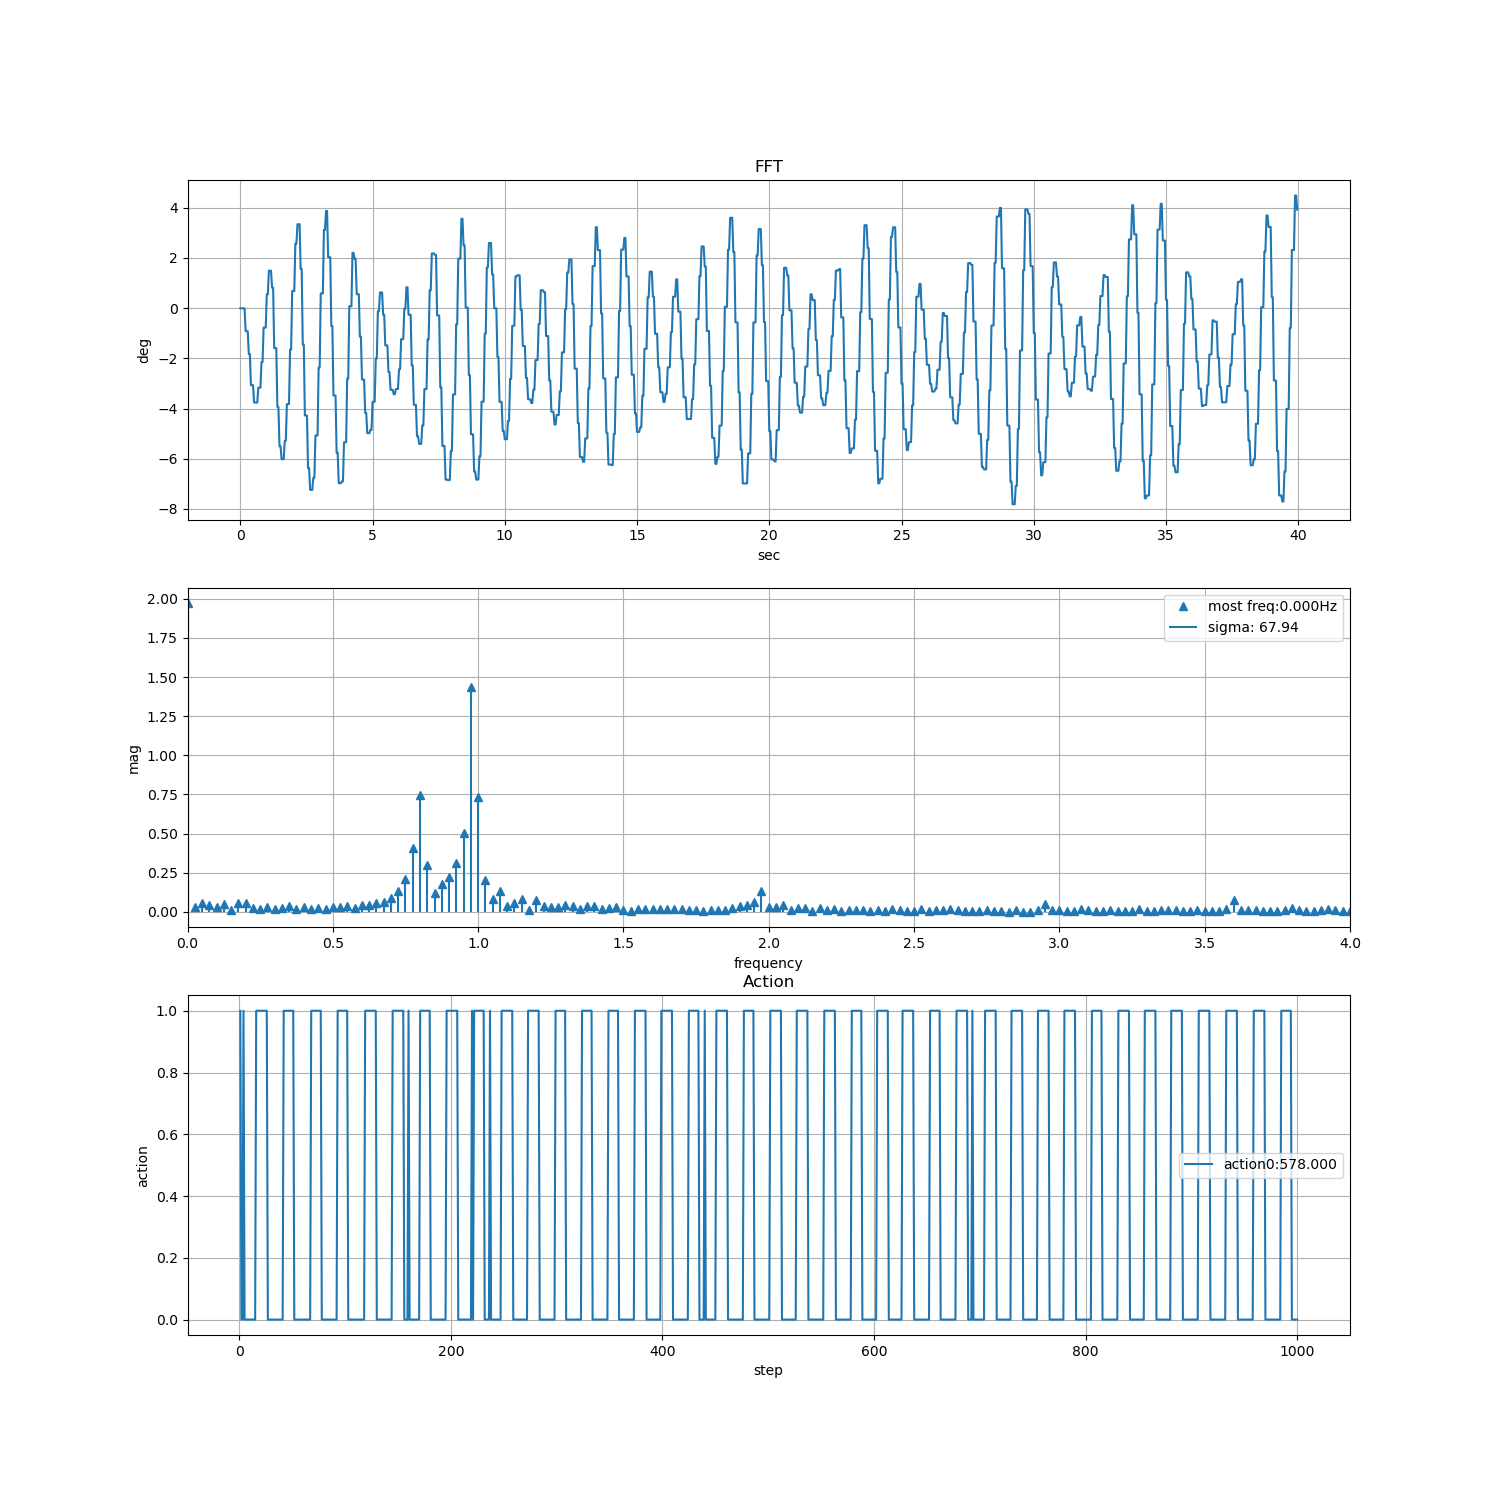 FFT
4
2
0
−2
−4
−6
−8
deg
0 5 10 15 20 25 30 35 40
sec
2.00
1.75
1.50
1.25
1.00
0.75
0.50
0.25
0.00
mag
most freq:0.000Hz
sigma: 67.94
0.0 0.5 1.0 1.5 2.0 2.5 3.0 3.5 4.0
frequency
Action
1.0
0.8
0.6
0.4
0.2
0.0
action
action0:578.000
0 200 400 600 800 1000
step